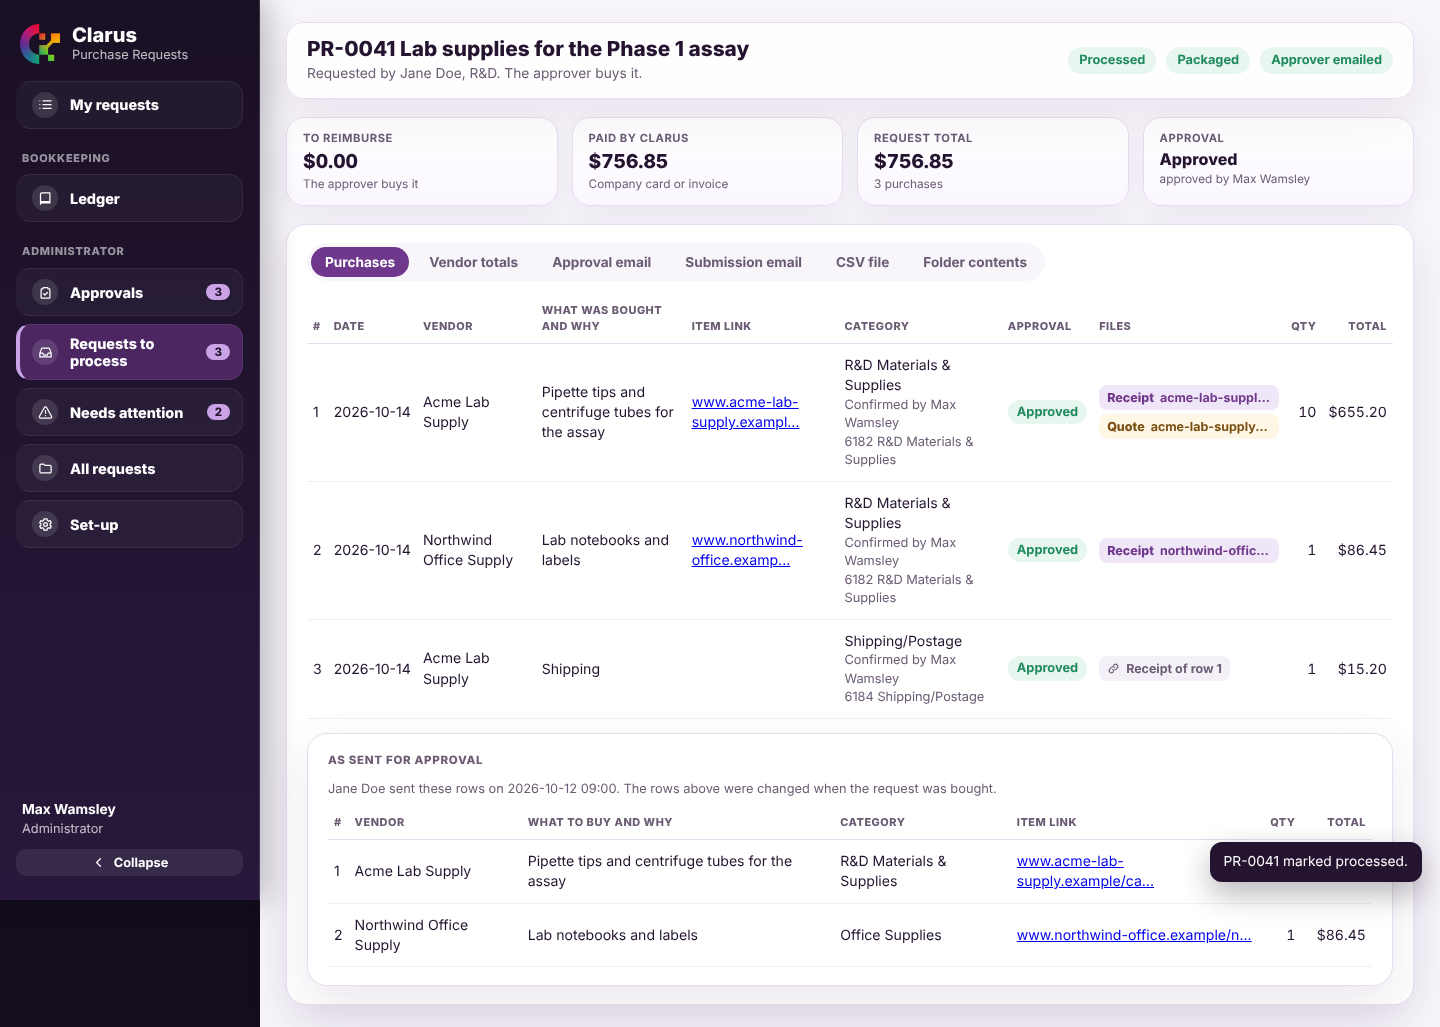 Clarus
Purchase Requests
My requests
BOOKKEEPING
Ledger
ADMINISTRATOR
Approvals 3
Requests to
process 3
Needs attention 2
All requests
Set-up
Max Wamsley
Administrator
Collapse
PR-0041 Lab supplies for the Phase 1 assay
Requested by Jane Doe, R&D. The approver buys it.
Processed Packaged Approver emailed
TO REIMBURSE
$0.00
The approver buys it
PAID BY CLARUS
$756.85
Company card or invoice
REQUEST TOTAL
$756.85
3 purchases
APPROVAL
Approved
approved by Max Wamsley
Purchases Vendor totals Approval email Submission email CSV file Folder contents
# DATE VENDOR WHAT WAS BOUGHT AND WHY ITEM LINK CATEGORY APPROVAL FILES QTY TOTAL
1 2026-10-14
Acme Lab
Supply
Pipette tips and
centrifuge tubes for
the assay
www.acme-lab-
supply.exampl...
R&D Materials &
Supplies
Confirmed by Max
Wamsley
6182 R&D Materials &
Supplies
Approved
Receipt acme-lab-suppl...
Quote acme-lab-supply...
10 $655.20
2 2026-10-14
Northwind
Office Supply
Lab notebooks and
labels
www.northwind-
office.examp...
R&D Materials &
Supplies
Confirmed by Max
Wamsley
6182 R&D Materials &
Supplies
Approved
Receipt northwind-offic...
1 $86.45
3 2026-10-14
Acme Lab
Supply
Shipping
Shipping/Postage
Confirmed by Max
Wamsley
6184 Shipping/Postage
Approved
Receipt of row 1
1 $15.20
AS SENT FOR APPROVAL
Jane Doe sent these rows on 2026-10-12 09:00. The rows above were changed when the request was bought.
# VENDOR WHAT TO BUY AND WHY CATEGORY ITEM LINK QTY TOTAL
1 Acme Lab Supply
Pipette tips and centrifuge tubes for the
assay
R&D Materials &
Supplies
www.acme-lab-
supply.example/ca...
PR-0041 marked processed.
2
Northwind Office
Supply
Lab notebooks and labels
Office Supplies
www.northwind-office.example/n...
1 $86.45